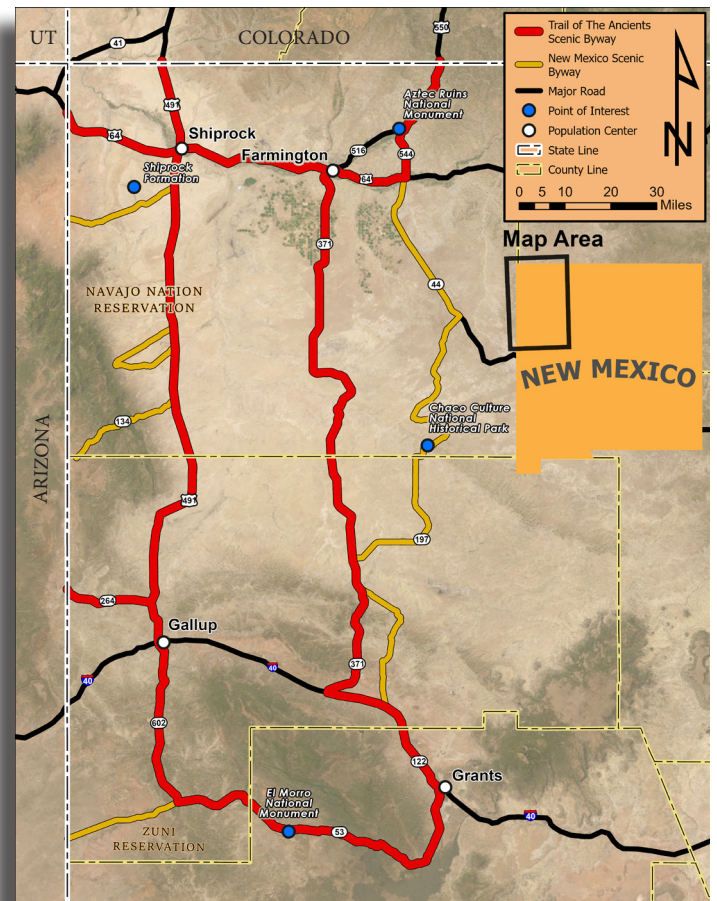 UT
COLORADO
41
550
Trail of The Ancients
Scenic Byway
New Mexico Scenic
Byway
Major Road
Point of Interest
Population Center
State Line
County Line
0 5 10 20 30
Miles
N
491
Aztec Ruins
National
Monument
64
Shiprock
516
544
Farmington
64
Shiprock
Formation
371
Map Area
44
NAVAJO NATION
RESERVATION
NEW MEXICO
134
Chaco Culture
National
Historical Park
ARIZONA
491
197
264
Gallup
371
40
40
602
122
Grants
El Morro
National
Monument
40
53
ZUNI
RESERVATION